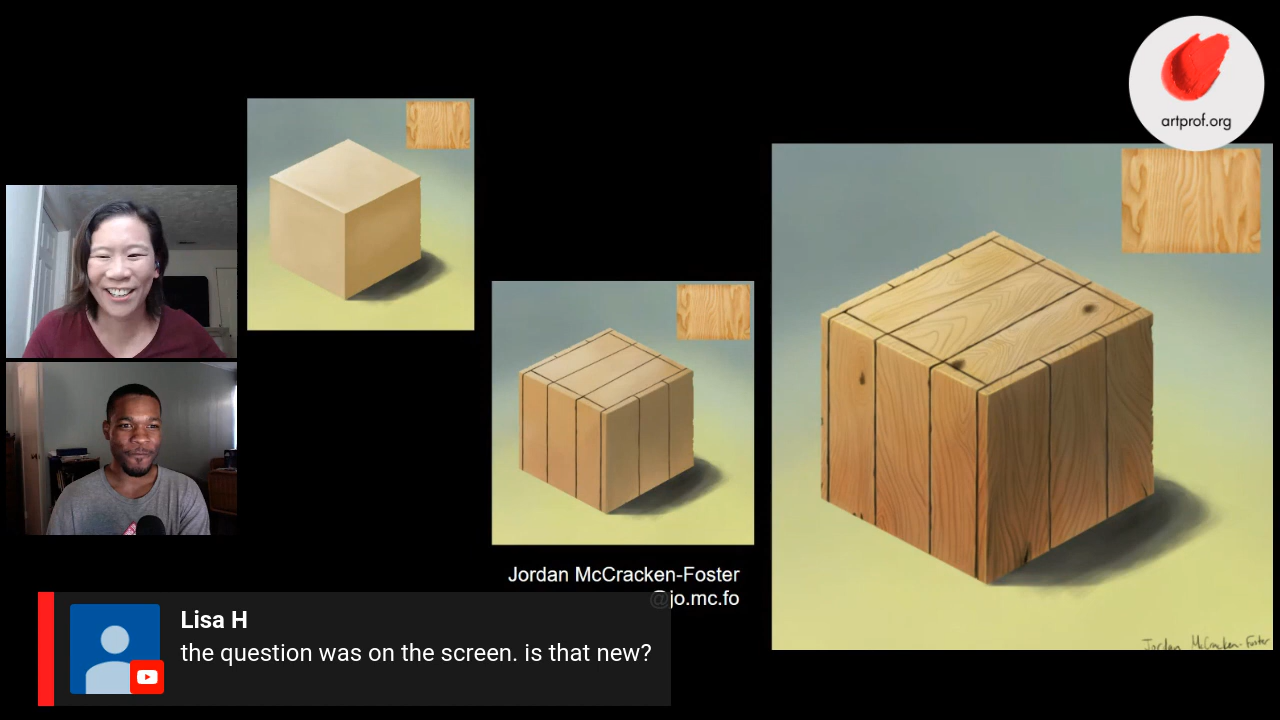 artprof.org
Jordan McCracken-Foster
@jo.mc.fo
Lisa H
the question was on the screen. is that new?
Jordan McCracken-Foster